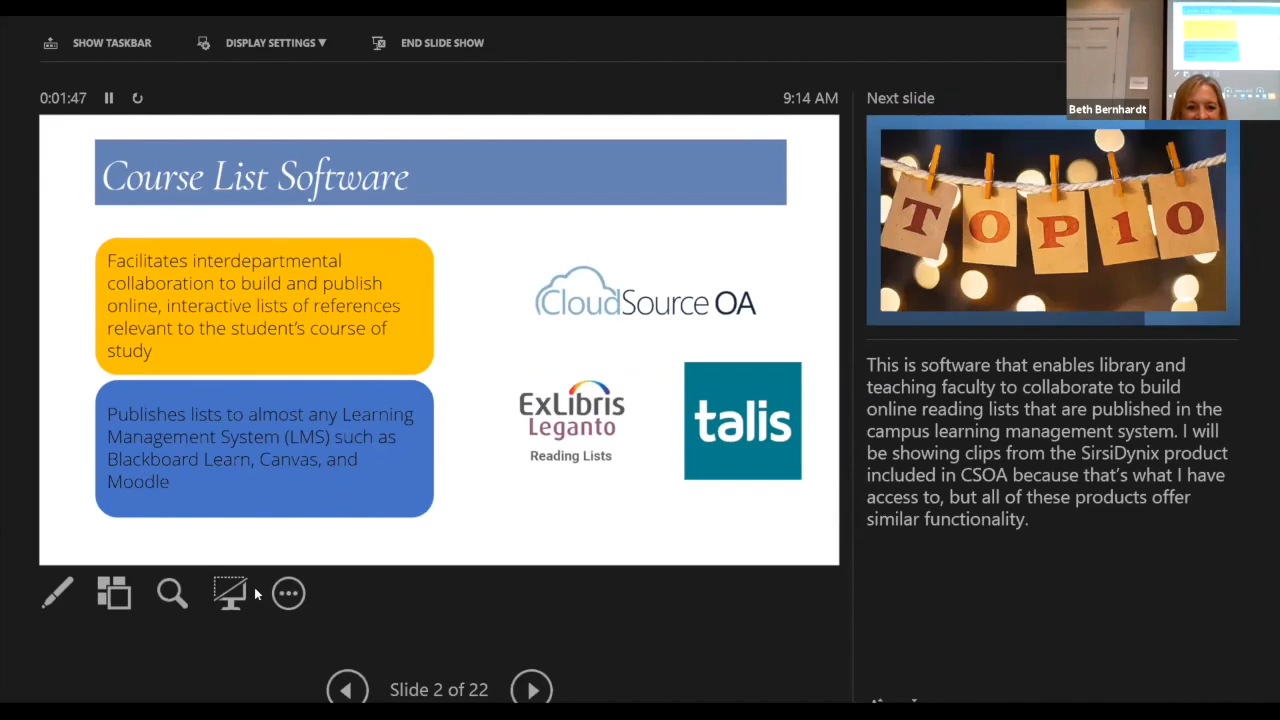 SHOW TASKBAR
DISPLAY SETTINGS ▼
END SLIDE SHOW
0:01:47
9:14 AM
Next slide
Beth Bernhardt
Course List Software
Facilitates interdepartmental
collaboration to build and publish
online, interactive lists of references
relevant to the student's course of
study
Publishes lists to almost any Learning
Management System (LMS) such as
Blackboard Learn, Canvas, and
Moodle
CloudSource OA
ExLibris
Leganto
Reading Lists
talis
TOP10
This is software that enables library and
teaching faculty to collaborate to build
online reading lists that are published in the
campus learning management system. I will
be showing clips from the SirsiDynix product
included in CSOA because that's what I have
access to, but all of these products offer
similar functionality.
Slide 2 of 22